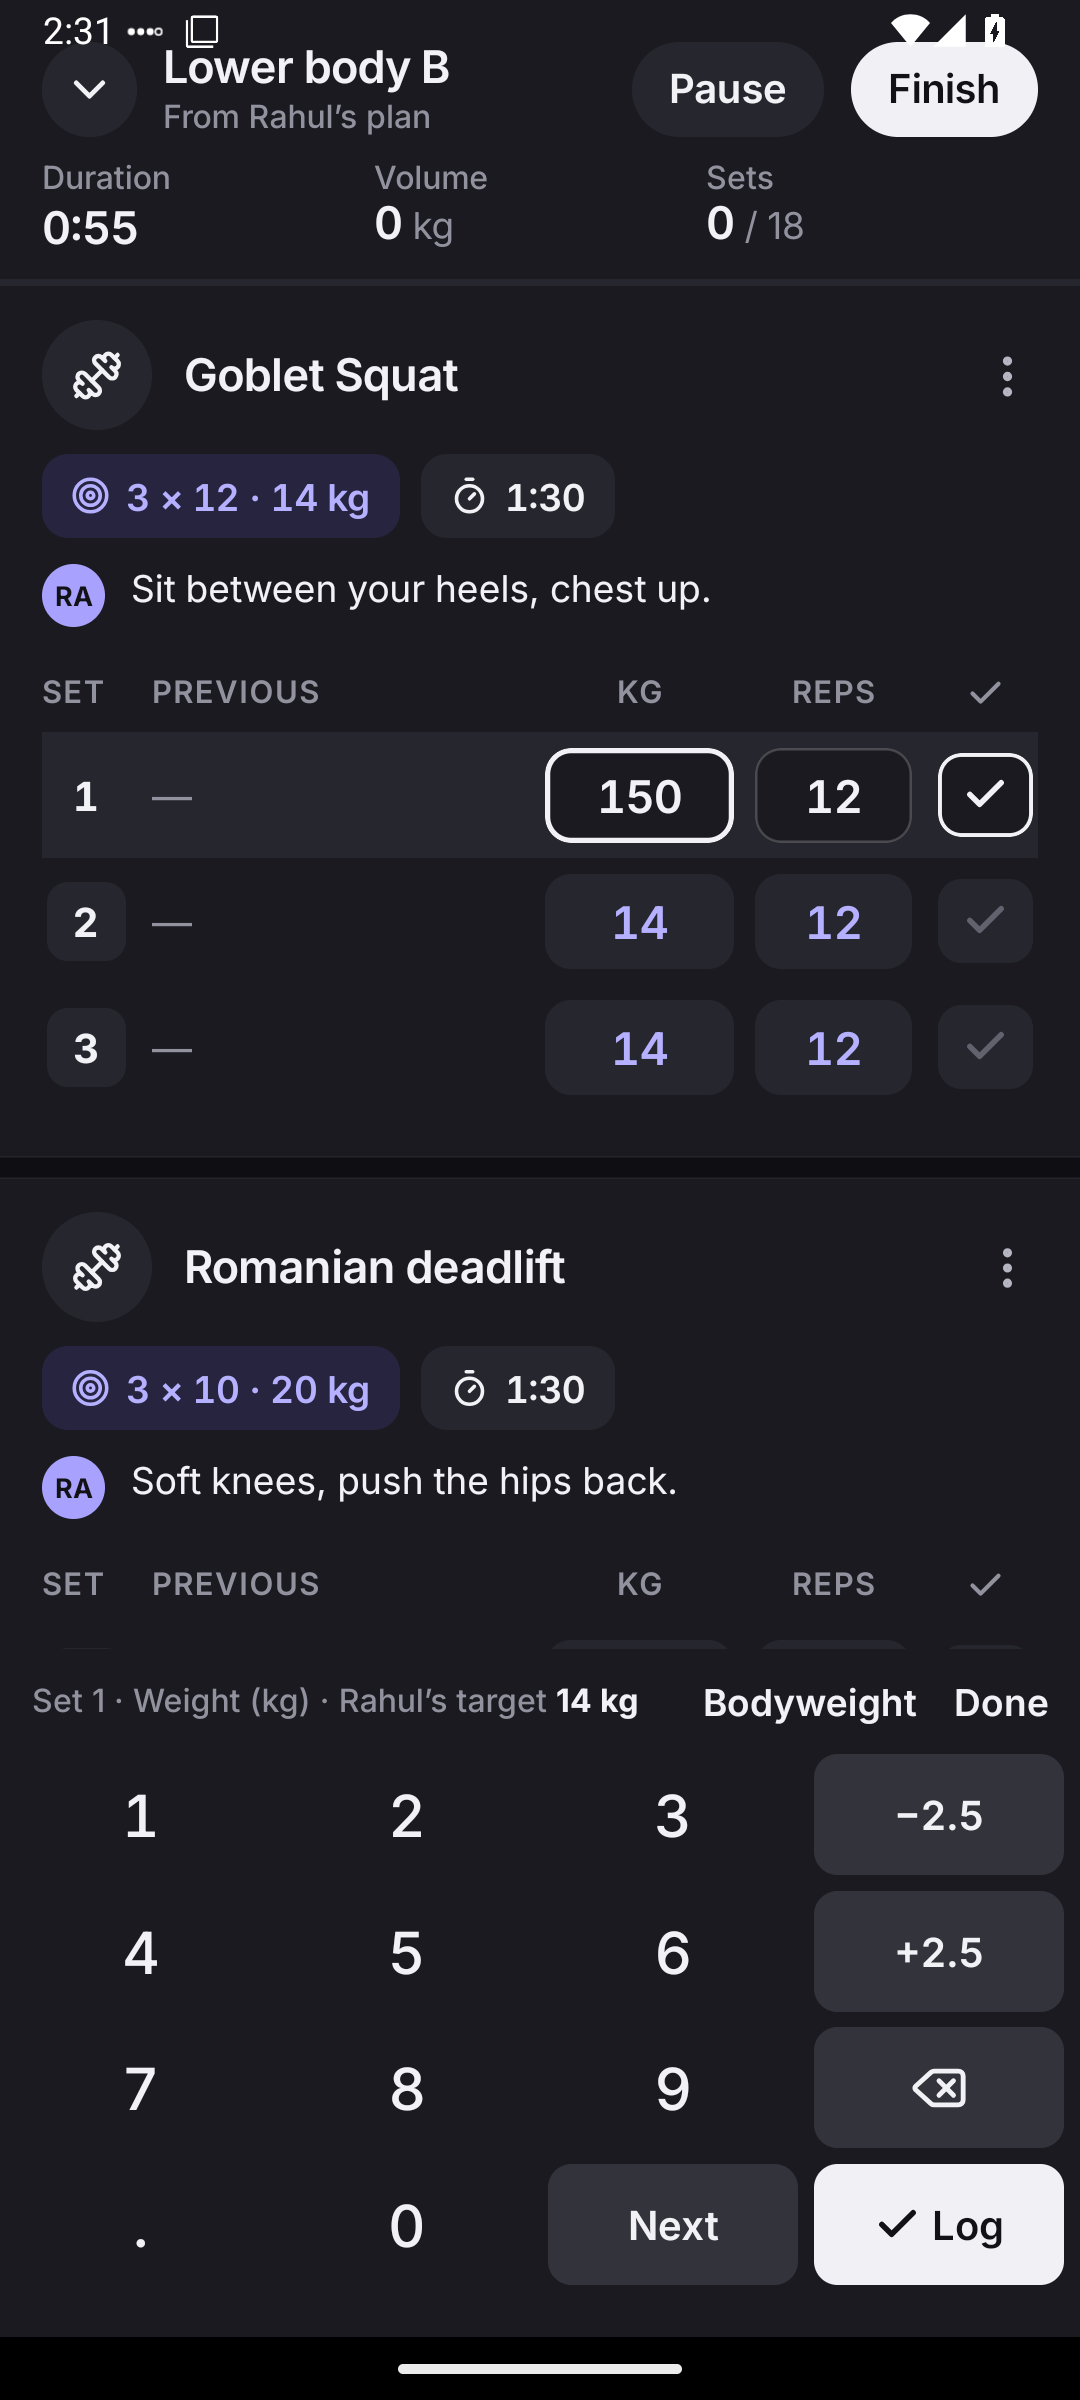 2:31
Lower body B
From Rahul’s plan
Pause
Finish
Duration
Volume
Sets
0:55
0 kg
0 / 18
Goblet Squat
3 × 12 · 14 kg
1:30
RA
Sit between your heels, chest up.
SET PREVIOUS KG REPS
1 — 150 12
2 — 14 12
3 — 14 12
Romanian deadlift
3 × 10 · 20 kg
1:30
RA
Soft knees, push the hips back.
SET PREVIOUS KG REPS
Set 1 · Weight (kg) · Rahul’s target 14 kg
Bodyweight
Done
1 2 3 −2.5
4 5 6 +2.5
7 8 9
. 0 Next Log